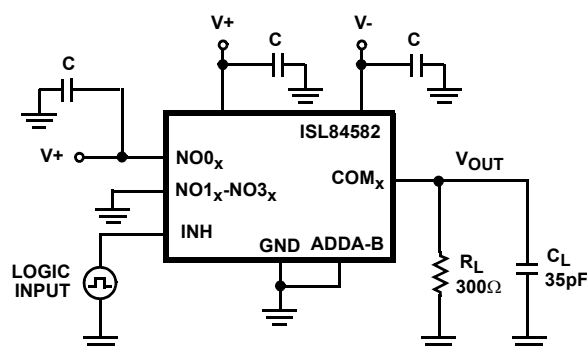 V+
V-
C
C
C
ISL84582
V+
NO0x
NO1x-NO3x
COMx
VOUT
INH
GND
ADDA-B
LOGIC
INPUT
RL
300Ω
CL
35pF